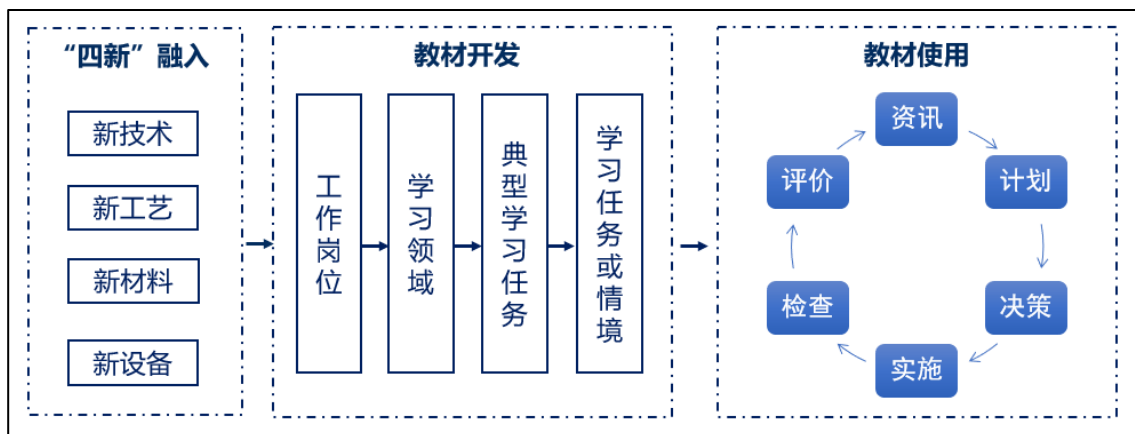 “四新”融入
新技术
新工艺
新材料
新设备
教材开发
工作岗位
学习领域
典型学习任务
学习任务或情境
教材使用
资讯
计划
决策
实施
检查
评价